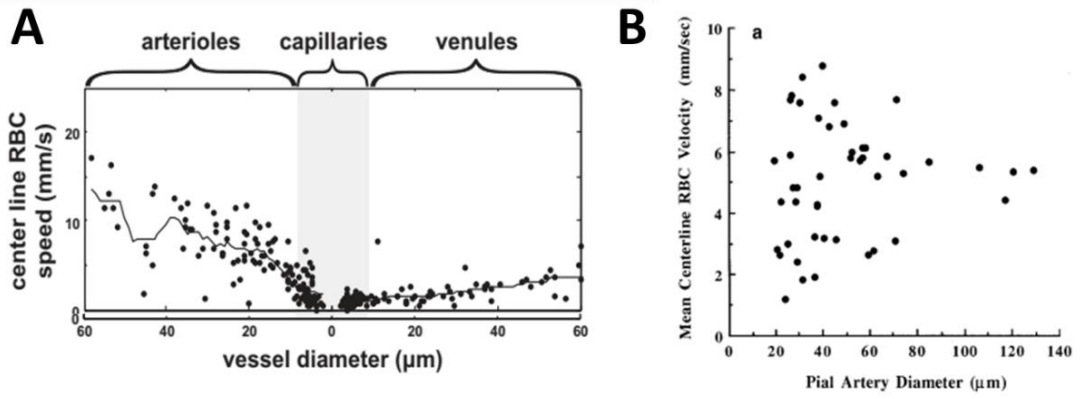 A
arterioles capillaries venules
center line RBC
speed (mm/s)
20
10
0
60 40 20 0 20 40 60
vessel diameter (μm)
B
a
Mean Centerline RBC Velocity (mm/sec)
10
8
6
4
2
0
0 20 40 60 80 100 120 140
Pial Artery Diameter (μm)